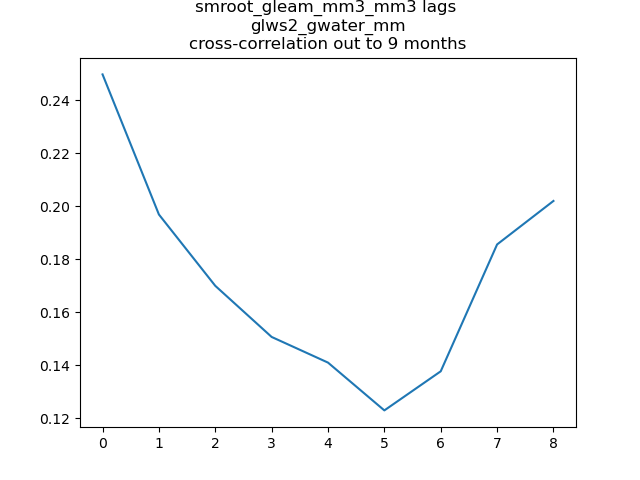 smroot_gleam_mm3_mm3 lags
glws2_gwater_mm
cross-correlation out to 9 months
0.24
0.22
0.20
0.18
0.16
0.14
0.12
0 1 2 3 4 5 6 7 8